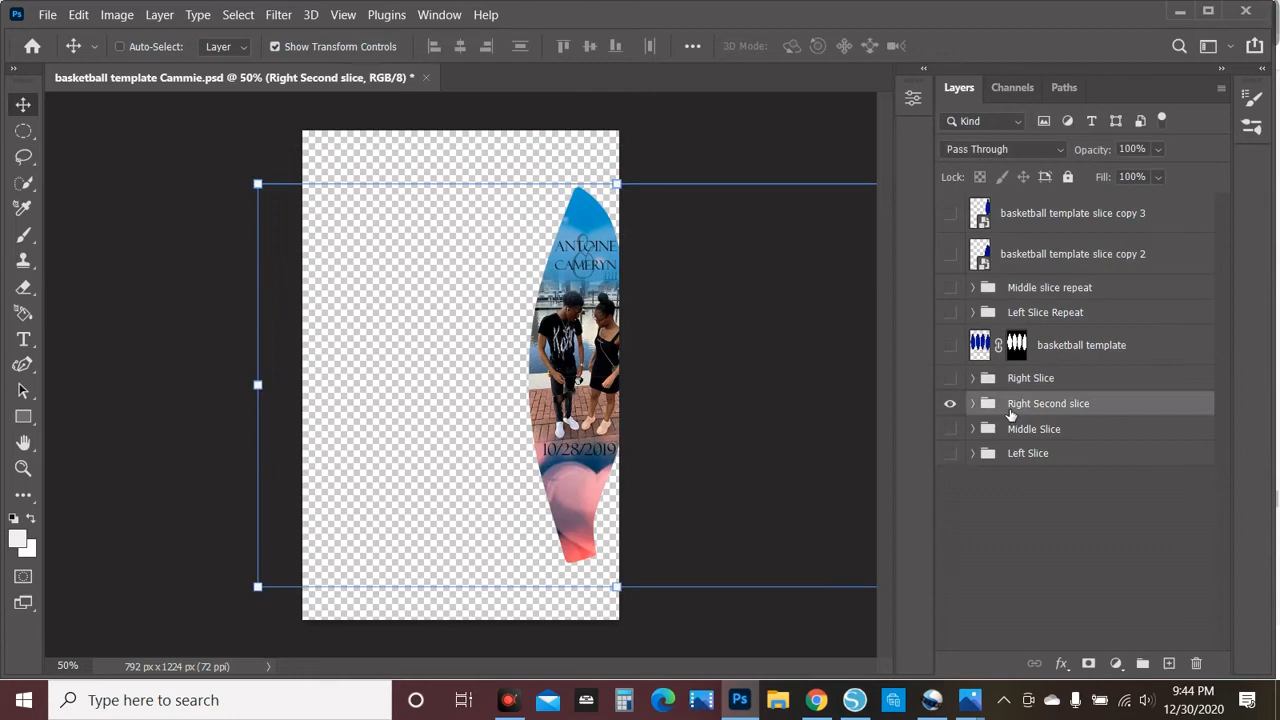 Ps File Edit Image Layer Type Select Filter 3D View Plugins Window Help
Auto-Select: Layer Show Transform Controls 3D Mode:
basketball template Cammie.psd @ 50% (Right Second slice, RGB/8) *
Layers Channels Paths
Kind
Pass Through Opacity: 100%
Lock: Fill: 100%
basketball template slice copy 3
basketball template slice copy 2
Middle slice repeat
Left Slice Repeat
basketball template
Right Slice
Right Second slice
Middle Slice
Left Slice
ANTOINE
&
CAMERYN
10/28/2019
50% 792 px x 1224 px (72 ppi)
Type here to search
Ps
9:44 PM
12/30/2020